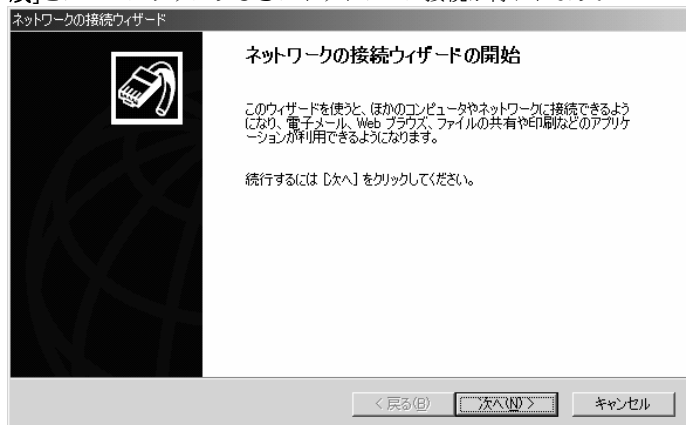 ネットワークの接続ウィザード
ネットワークの接続ウィザードの開始
このウィザードを使うと、ほかのコンピュータやネットワークに接続できるよう
になり、電子メール、Web ブラウズ、ファイルの共有や印刷などのアプリケ
ーションが利用できるようになります。
続行するには [次へ] をクリックしてください。
< 戻る(B)
次へ(N) >
キャンセル